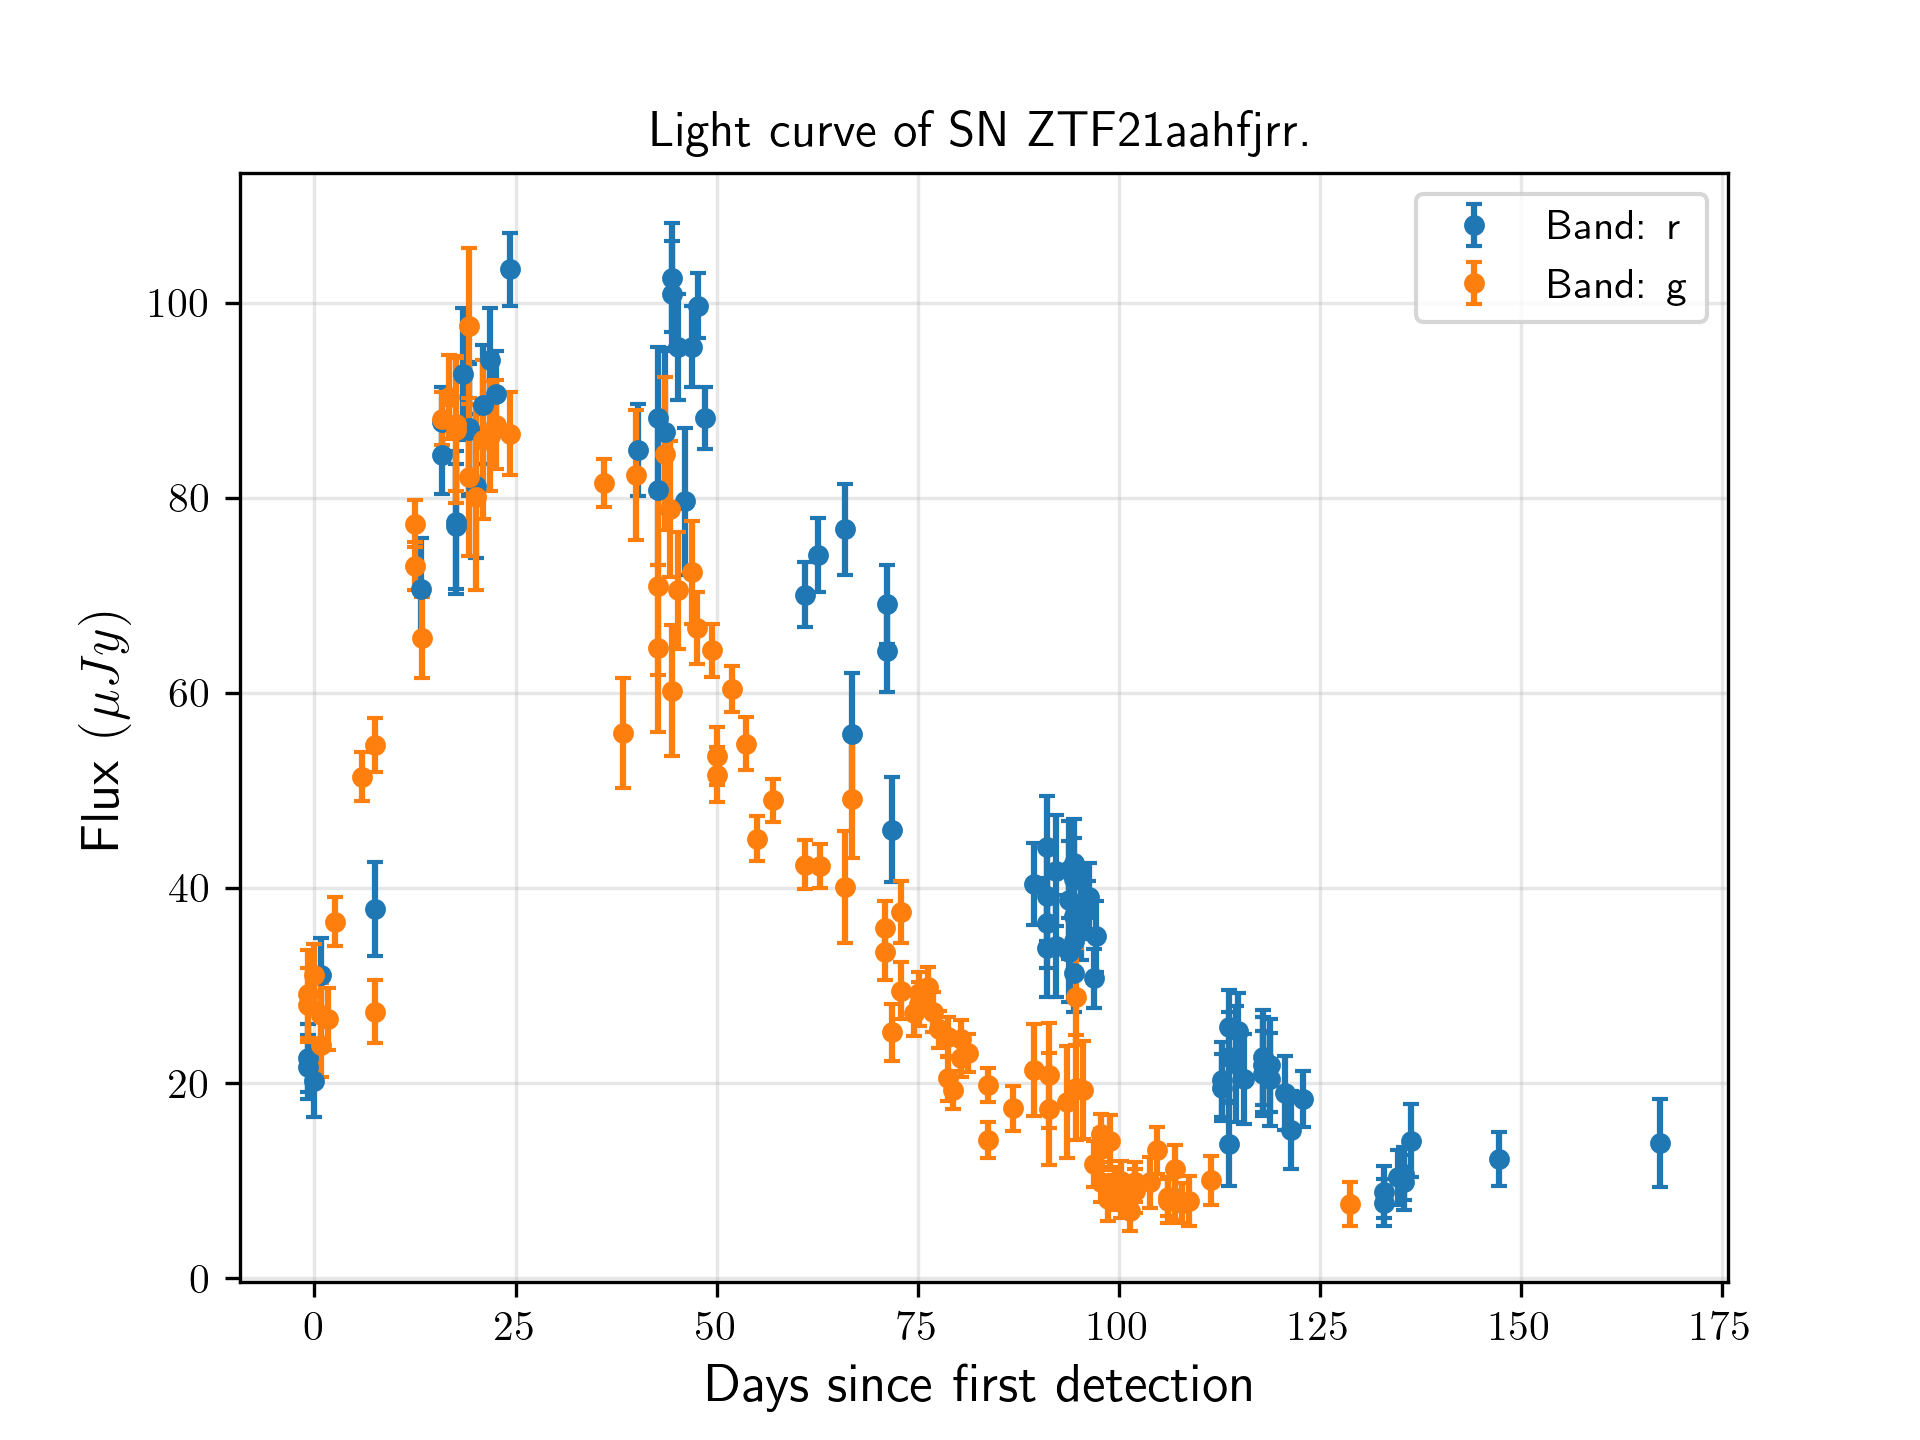 Light curve of SN ZTF21aahfjrr.
Band: r
Band: g
100
80
60
40
20
0
Flux (μJy)
0 25 50 75 100 125 150 175
Days since first detection